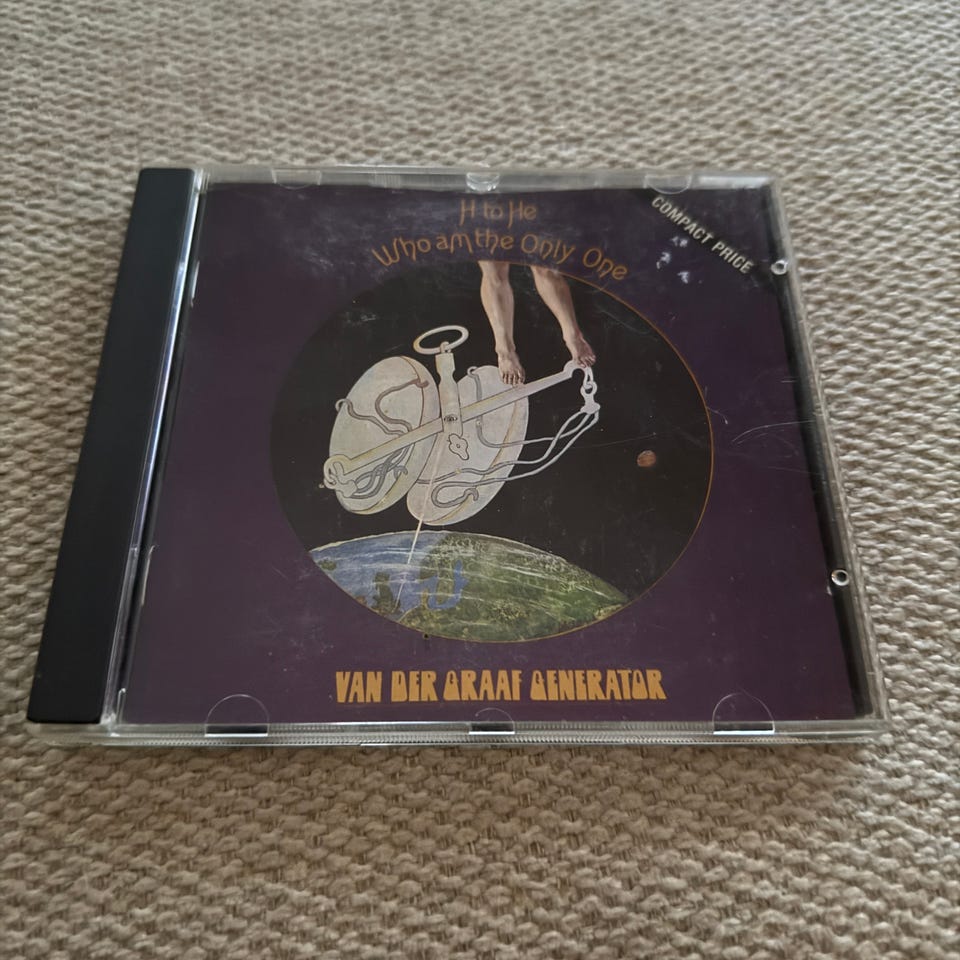 H to He
Who am the Only One
COMPACT PRICE
VAN DER GRAAF GENERATOR